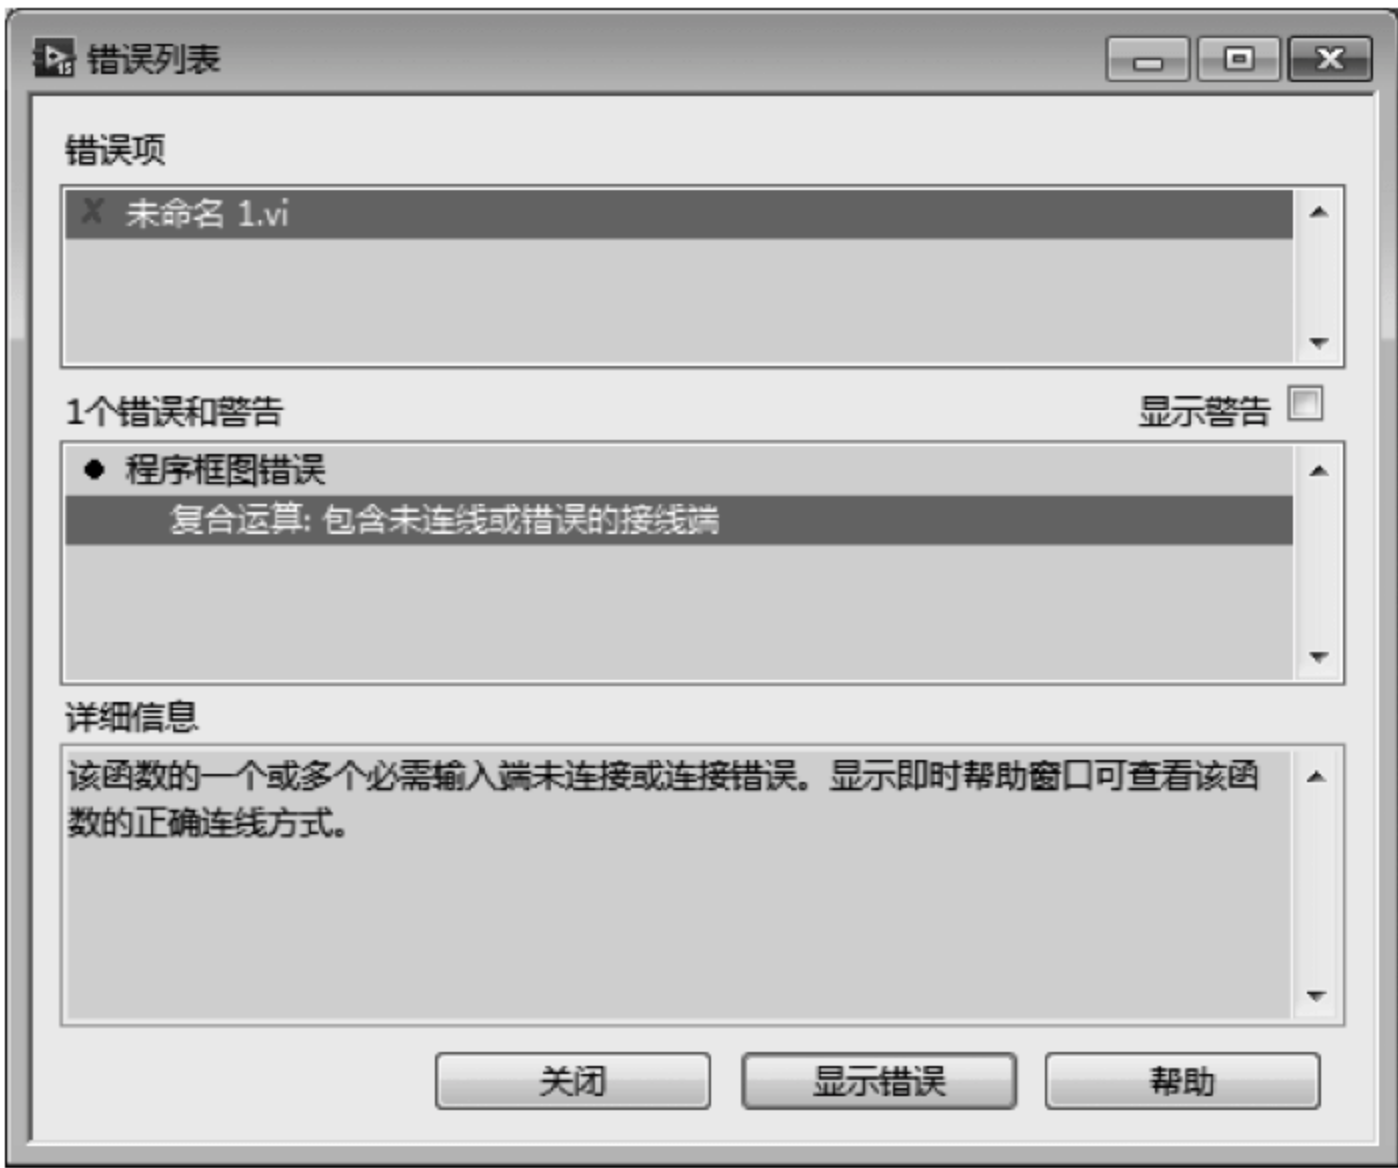 错误列表
错误项
X 未命名 1.vi
1个错误和警告
显示警告
● 程序框图错误
复合运算: 包含未连线或错误的接线端
详细信息
该函数的一个或多个必需输入端未连接或连接错误。显示即时帮助窗口可查看该函
数的正确连线方式。
关闭
显示错误
帮助